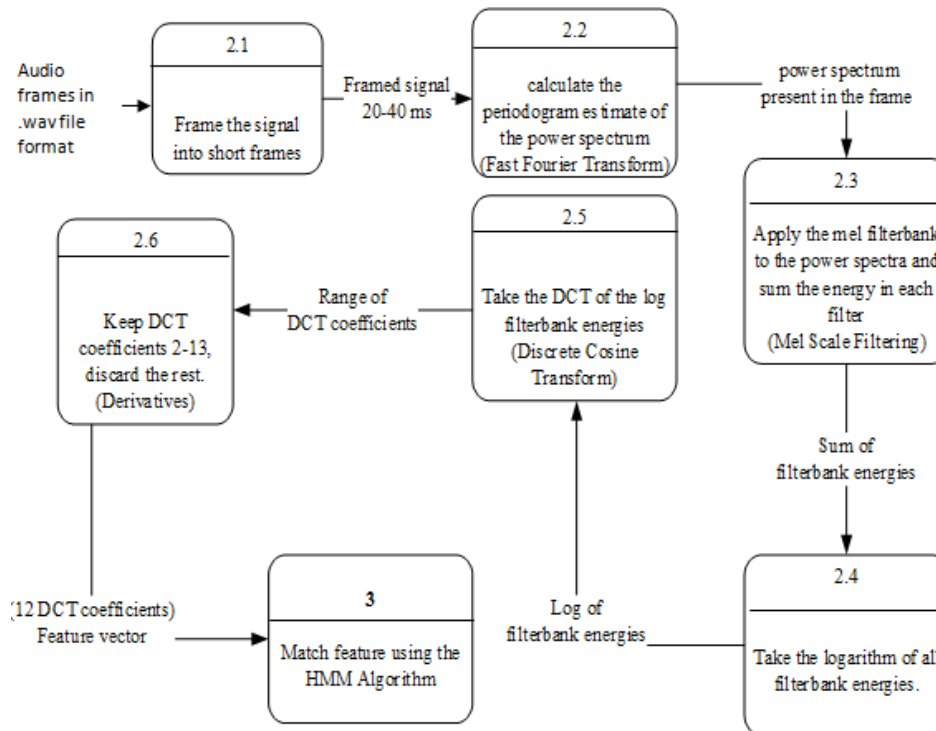 Audio
frames in
.wav file
format
2.1
Frame the signal
into short frames
Framed signal
20-40 ms
2.2
calculate the
periodogram estimate
of the power spectrum
(Fast Fourier Transform)
power spectrum
present in the frame
2.3
Apply the mel filterbank
to the power spectra and
sum the energy in each
filter
(Mel Scale Filtering)
Sum of
filterbank energies
2.4
Take the logarithm of all
filterbank energies.
Log of
filterbank energies
2.5
Take the DCT of the log
filterbank energies
(Discrete Cosine
Transform)
Range of
DCT coefficients
2.6
Keep DCT
coefficients 2-13,
discard the rest.
(Derivatives)
(12 DCT coefficients)
Feature vector
3
Match feature using the
HMM Algorithm